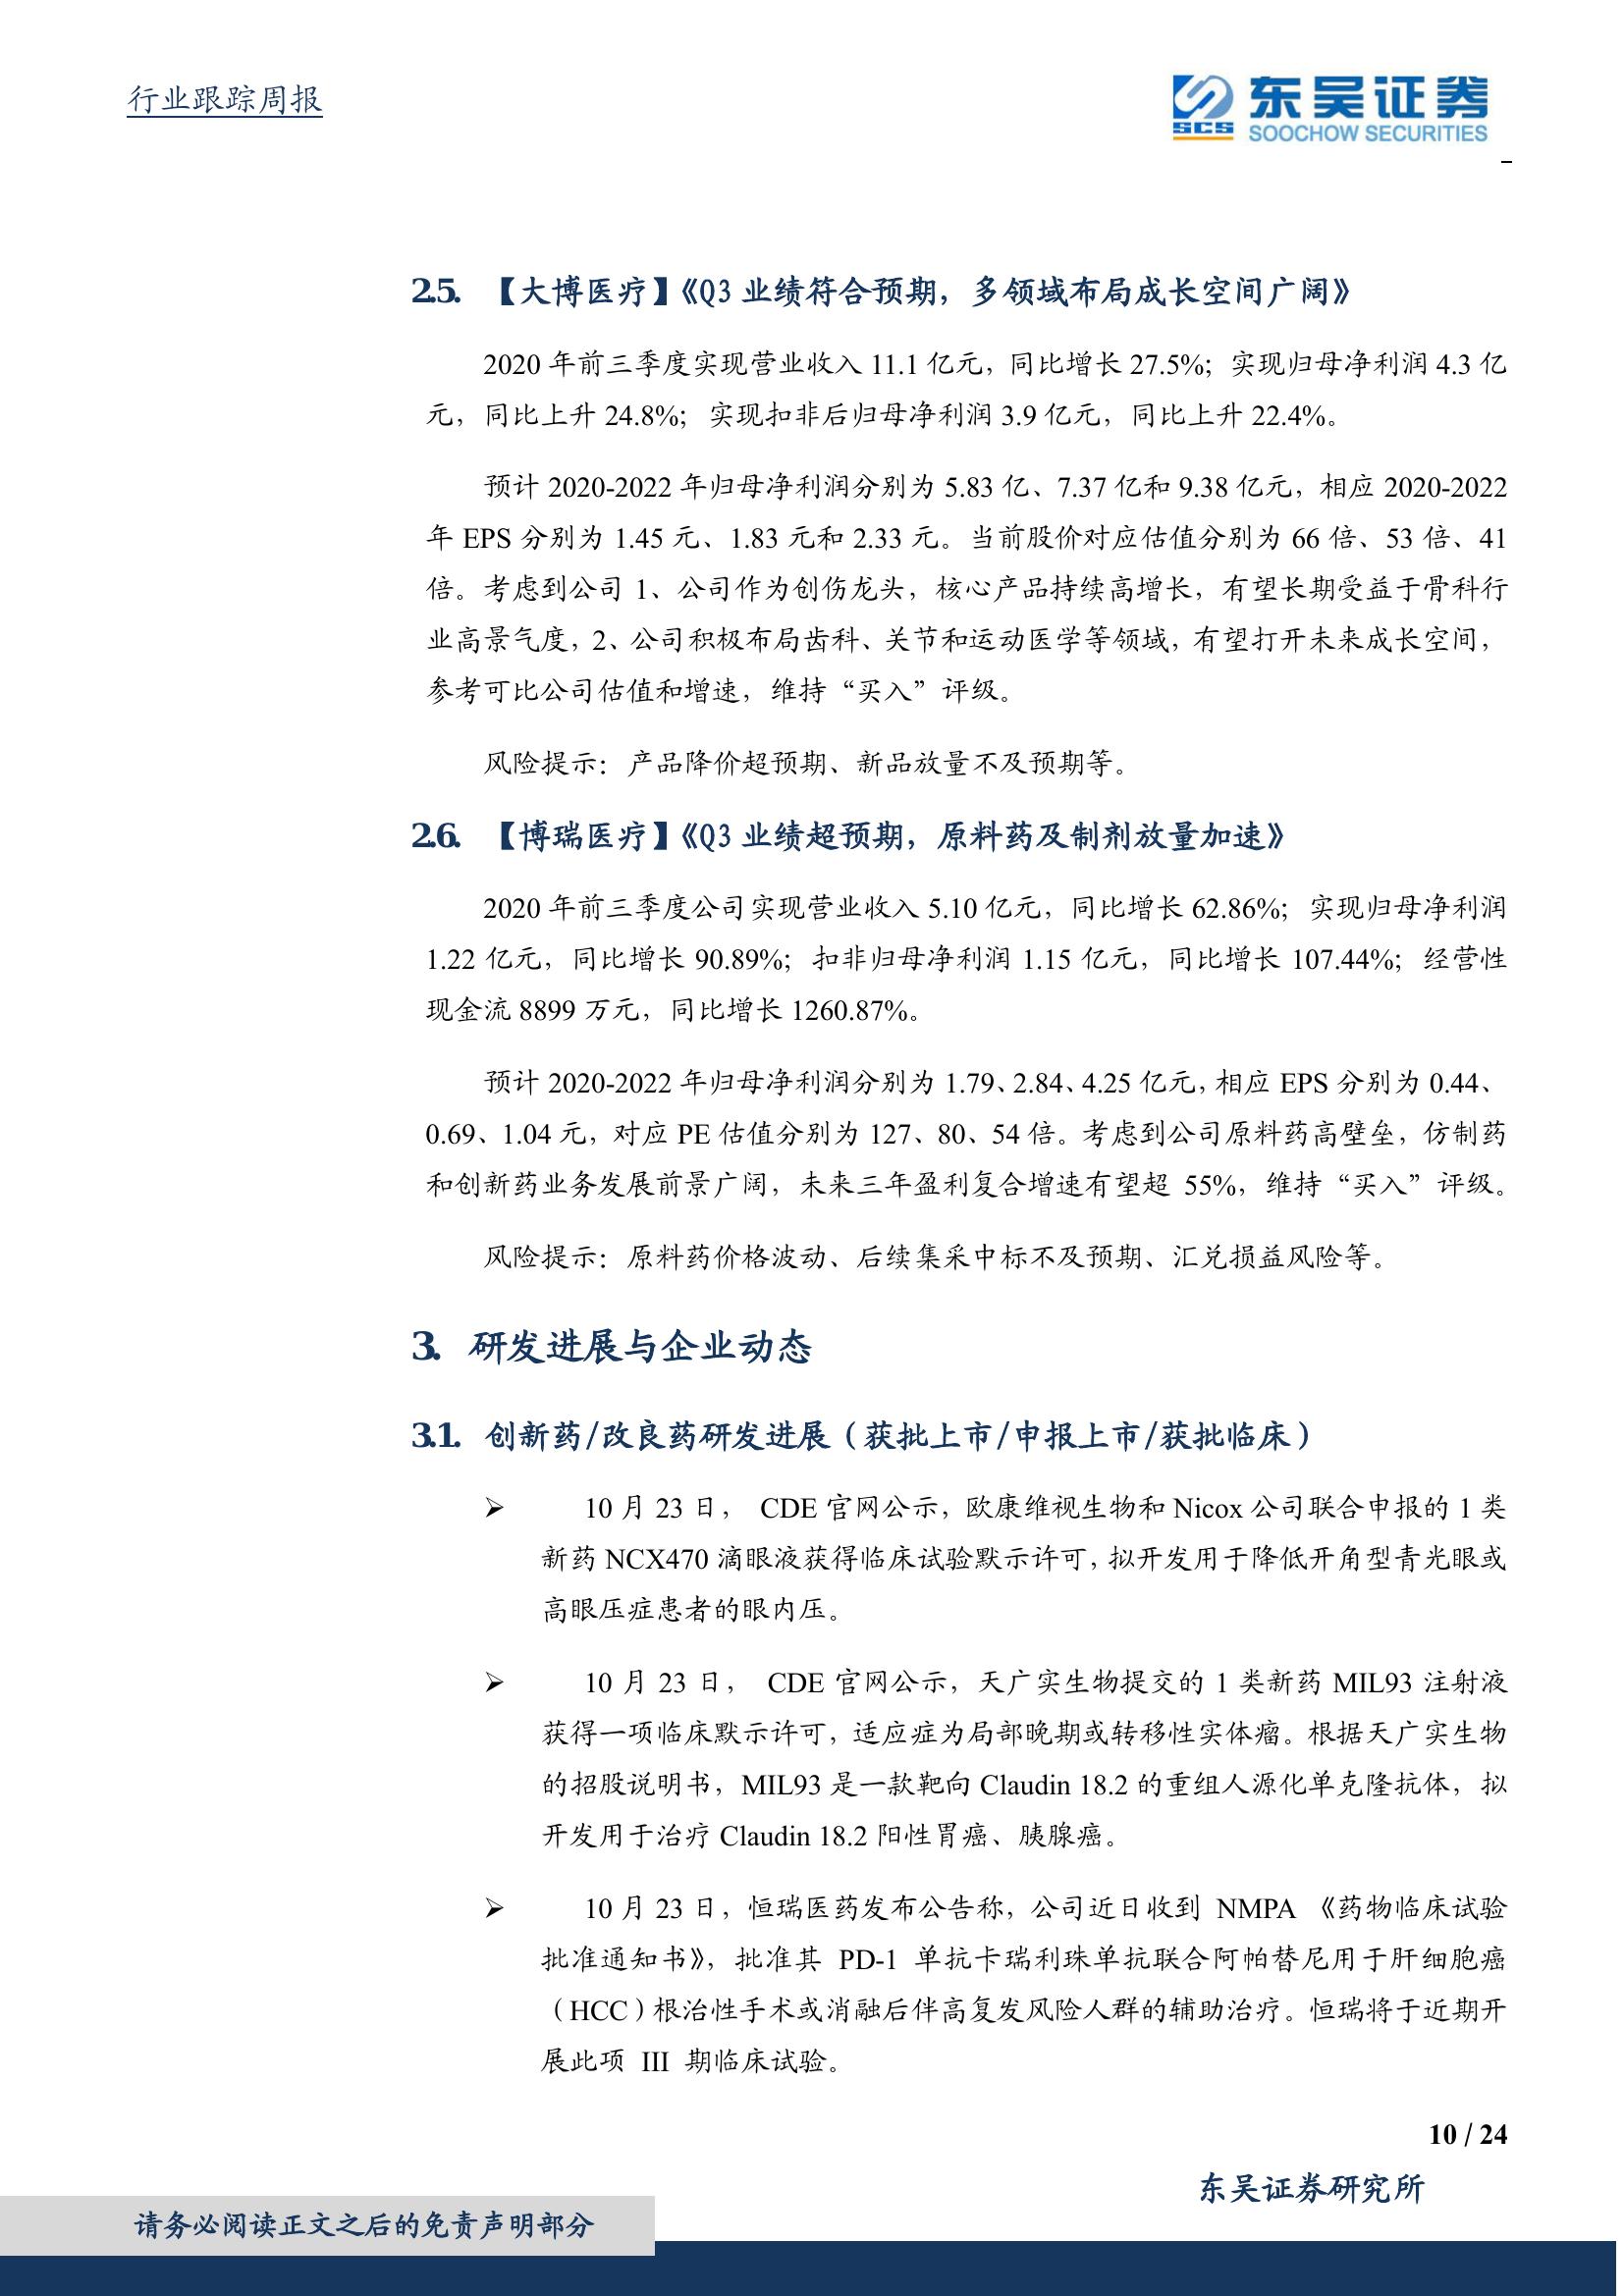 行业跟踪周报
SCS 东吴证券
SOOCHOW SECURITIES
2.5. 【大博医疗】《Q3 业绩符合预期，多领域布局成长空间广阔》
2020 年前三季度实现营业收入 11.1 亿元，同比增长 27.5%；实现归母净利润 4.3 亿
元，同比上升 24.8%；实现扣非后归母净利润 3.9 亿元，同比上升 22.4%。
预计 2020-2022 年归母净利润分别为 5.83 亿、7.37 亿和 9.38 亿元，相应 2020-2022
年 EPS 分别为 1.45 元、1.83 元和 2.33 元。当前股价对应估值分别为 66 倍、53 倍、41
倍。考虑到公司 1、公司作为创伤龙头，核心产品持续高增长，有望长期受益于骨科行
业高景气度，2、公司积极布局齿科、关节和运动医学等领域，有望打开未来成长空间，
参考可比公司估值和增速，维持“买入”评级。
风险提示：产品降价超预期、新品放量不及预期等。
2.6. 【博瑞医疗】《Q3 业绩超预期，原料药及制剂放量加速》
2020 年前三季度公司实现营业收入 5.10 亿元，同比增长 62.86%；实现归母净利润
1.22 亿元，同比增长 90.89%；扣非归母净利润 1.15 亿元，同比增长 107.44%；经营性
现金流 8899 万元，同比增长 1260.87%。
预计 2020-2022 年归母净利润分别为 1.79、2.84、4.25 亿元，相应 EPS 分别为 0.44、
0.69、1.04 元，对应 PE 估值分别为 127、80、54 倍。考虑到公司原料药高壁垒，仿制药
和创新药业务发展前景广阔，未来三年盈利复合增速有望超 55%，维持“买入”评级。
风险提示：原料药价格波动、后续集采中标不及预期、汇兑损益风险等。
3. 研发进展与企业动态
3.1. 创新药/改良药研发进展（获批上市/申报上市/获批临床）
➢ 10 月 23 日， CDE 官网公示，欧康维视生物和 Nicox 公司联合申报的 1 类
新药 NCX470 滴眼液获得临床试验默示许可，拟开发用于降低开角型青光眼或
高眼压症患者的眼内压。
➢ 10 月 23 日， CDE 官网公示，天广实生物提交的 1 类新药 MIL93 注射液
获得一项临床默示许可，适应症为局部晚期或转移性实体瘤。根据天广实生物
的招股说明书，MIL93 是一款靶向 Claudin 18.2 的重组人源化单克隆抗体，拟
开发用于治疗 Claudin 18.2 阳性胃癌、胰腺癌。
➢ 10 月 23 日，恒瑞医药发布公告称，公司近日收到 NMPA 《药物临床试验
批准通知书》，批准其 PD-1 单抗卡瑞利珠单抗联合阿帕替尼用于肝细胞癌
（HCC）根治性手术或消融后伴高复发风险人群的辅助治疗。恒瑞将于近期开
展此项 III 期临床试验。
10 / 24
东吴证券研究所
请务必阅读正文之后的免责声明部分